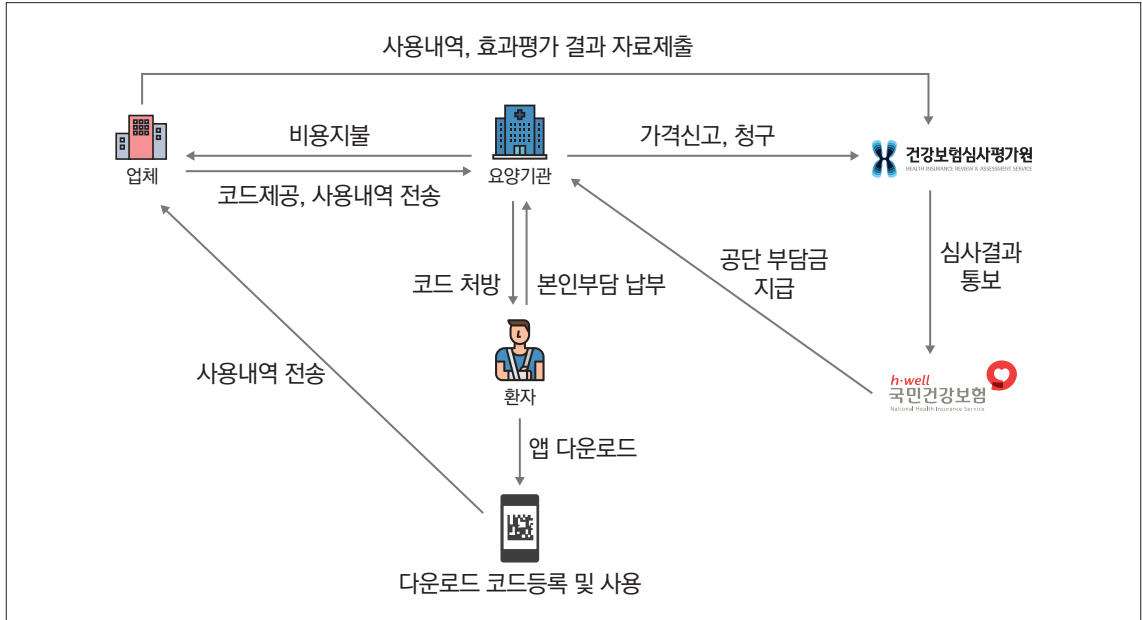 사용내역, 효과평가 결과 자료제출
비용지불
가격신고, 청구
건강보험심사평가원
HEALTH INSURANCE REVIEW & ASSESSMENT SERVICE
업체
요양기관
코드제공, 사용내역 전송
공단 부담금
지급
심사결과
통보
코드 처방
본인부담 납부
사용내역 전송
환자
h·well
국민건강보험
National Health Insurance Service
앱 다운로드
다운로드 코드등록 및 사용